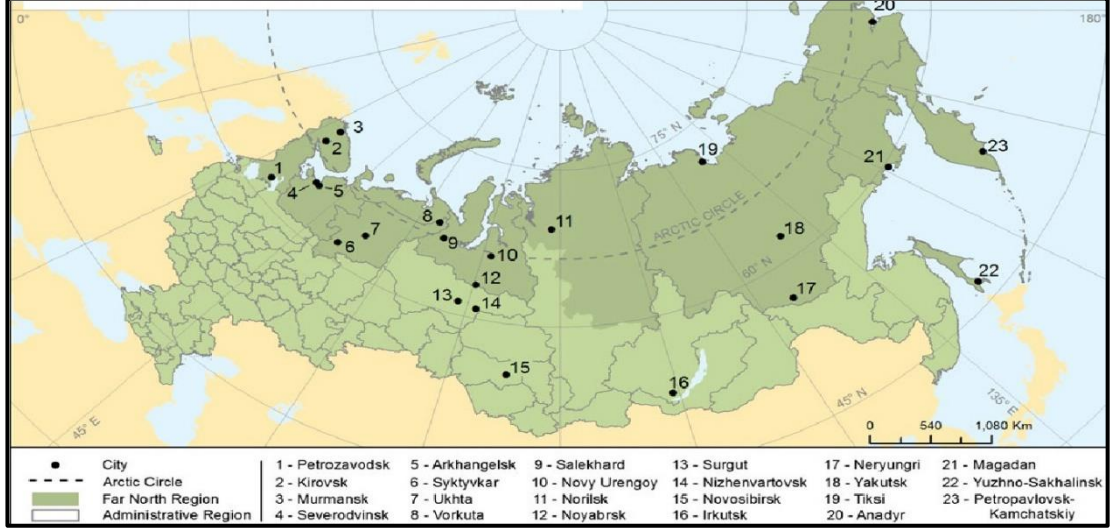 0°
180°
20
3
2
75° N
19
23
1
21
4
5
ARCTIC CIRCLE
8
7
11
18
6
9
10
60° N
22
12
17
13
14
15
16
45° E
45° N
135° E
0 540 1,080 Km
City
Arctic Circle
Far North Region
Administrative Region
1 - Petrozavodsk
2 - Kirovsk
3 - Murmansk
4 - Severodvinsk
5 - Arkhangelsk
6 - Syktyvkar
7 - Ukhta
8 - Vorkuta
9 - Salekhard
10 - Novy Urengoy
11 - Norilsk
12 - Noyabrsk
13 - Surgut
14 - Nizhenvartovsk
15 - Novosibirsk
16 - Irkutsk
17 - Neryungri
18 - Yakutsk
19 - Tiksi
20 - Anadyr
21 - Magadan
22 - Yuzhno-Sakhalinsk
23 - Petropavlovsk-
Kamchatskiy